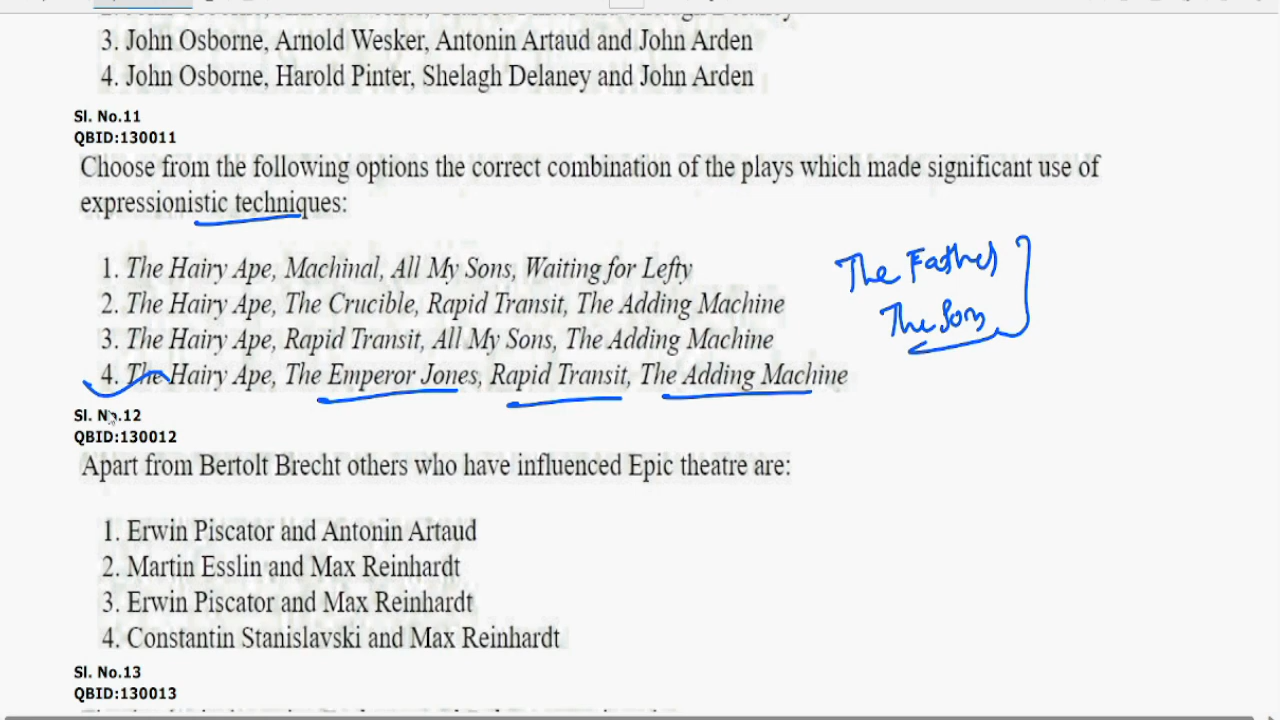 3. John Osborne, Arnold Wesker, Antonin Artaud and John Arden
4. John Osborne, Harold Pinter, Shelagh Delaney and John Arden
Sl. No.11
QBID:130011
Choose from the following options the correct combination of the plays which made significant use of
expressionistic techniques:
1. The Hairy Ape, Machinal, All My Sons, Waiting for Lefty
2. The Hairy Ape, The Crucible, Rapid Transit, The Adding Machine
3. The Hairy Ape, Rapid Transit, All My Sons, The Adding Machine
4. The Hairy Ape, The Emperor Jones, Rapid Transit, The Adding Machine
The Father
The Son
Sl. No.12
QBID:130012
Apart from Bertolt Brecht others who have influenced Epic theatre are:
1. Erwin Piscator and Antonin Artaud
2. Martin Esslin and Max Reinhardt
3. Erwin Piscator and Max Reinhardt
4. Constantin Stanislavski and Max Reinhardt
Sl. No.13
QBID:130013